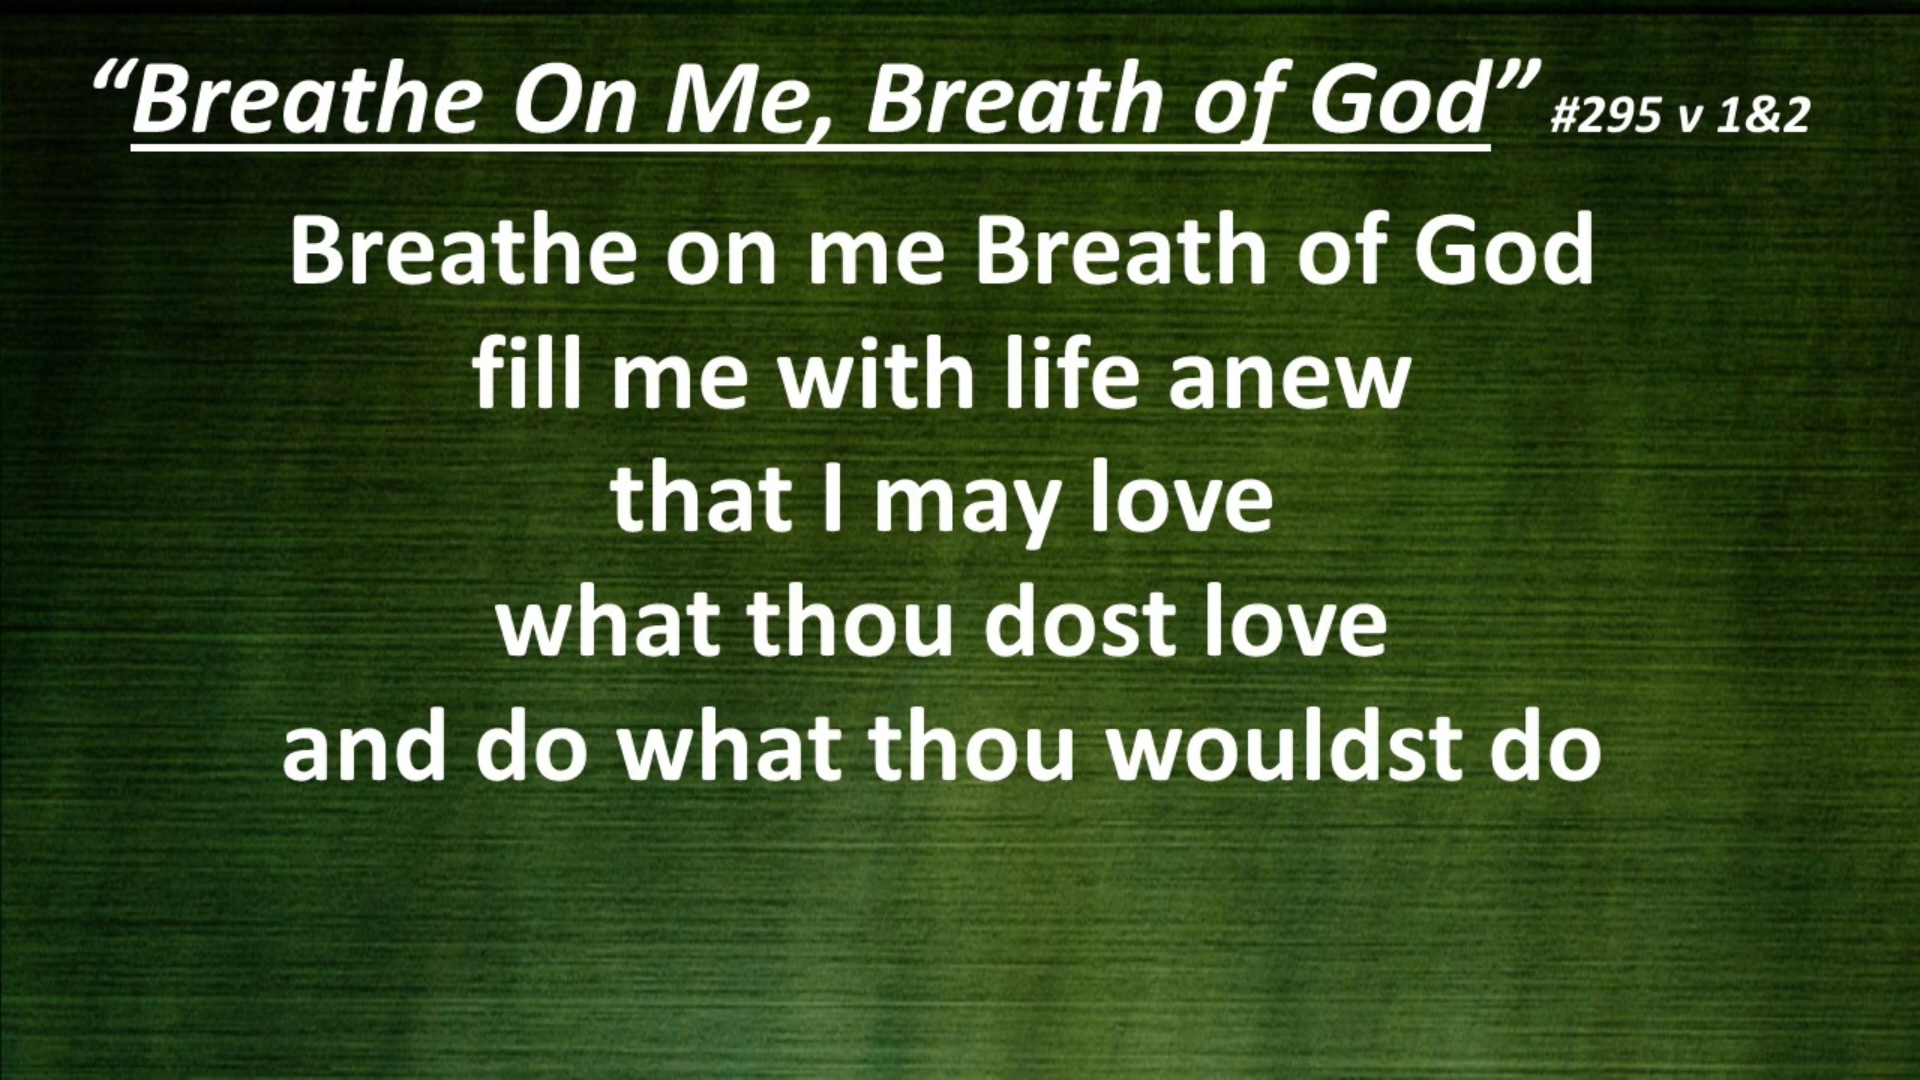 “Breathe On Me, Breath of God” #295 v 1&2
Breathe on me Breath of God
fill me with life anew
that I may love
what thou dost love
and do what thou wouldst do